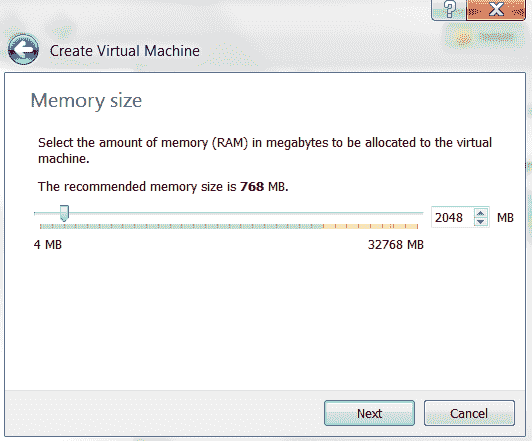 Create Virtual Machine
Memory size
Select the amount of memory (RAM) in megabytes to be allocated to the virtual
machine.
The recommended memory size is 768 MB.
2048 MB
4 MB 32768 MB
Next Cancel